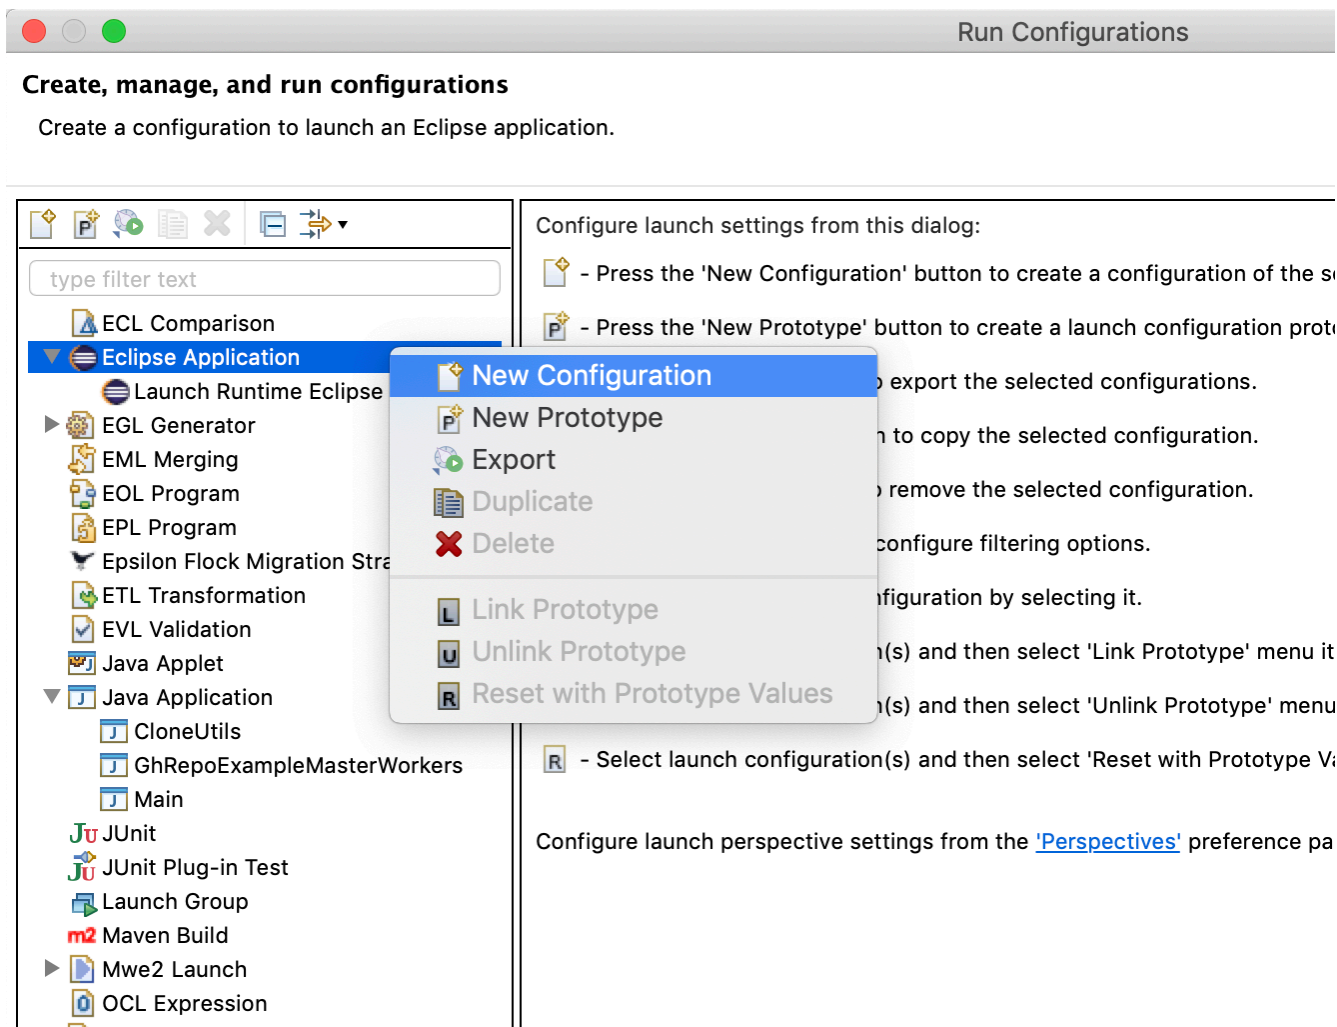 Run Configurations
Create, manage, and run configurations
Create a configuration to launch an Eclipse application.
type filter text
ECL Comparison
Eclipse Application
Launch Runtime Eclipse
EGL Generator
EML Merging
EOL Program
EPL Program
Epsilon Flock Migration Stra
ETL Transformation
EVL Validation
Java Applet
Java Application
CloneUtils
GhRepoExampleMasterWorkers
Main
JUnit
JUnit Plug-in Test
Launch Group
m2 Maven Build
Mwe2 Launch
OCL Expression
New Configuration
New Prototype
Export
Duplicate
Delete
Link Prototype
Unlink Prototype
Reset with Prototype Values
Configure launch settings from this dialog:
- Press the 'New Configuration' button to create a configuration of the
- Press the 'New Prototype' button to create a launch configuration
export the selected configurations.
to copy the selected configuration.
remove the selected configuration.
configure filtering options.
figuration by selecting it.
(s) and then select 'Link Prototype' menu
(s) and then select 'Unlink Prototype' menu
- Select launch configuration(s) and then select 'Reset with Prototype
Configure launch perspective settings from the 'Perspectives' preference